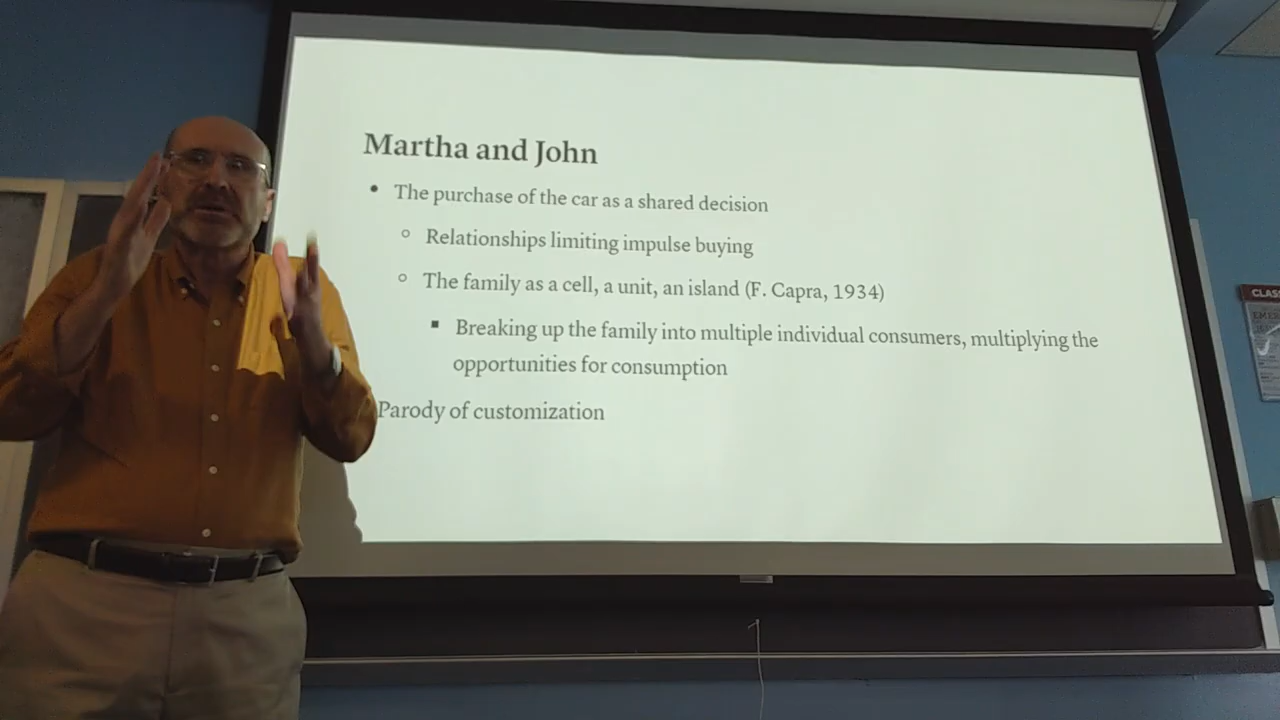 Martha and John
• The purchase of the car as a shared decision
○ Relationships limiting impulse buying
○ The family as a cell, a unit, an island (F. Capra, 1934)
▪ Breaking up the family into multiple individual consumers, multiplying the
opportunities for consumption
Parody of customization
CLAS
EMER